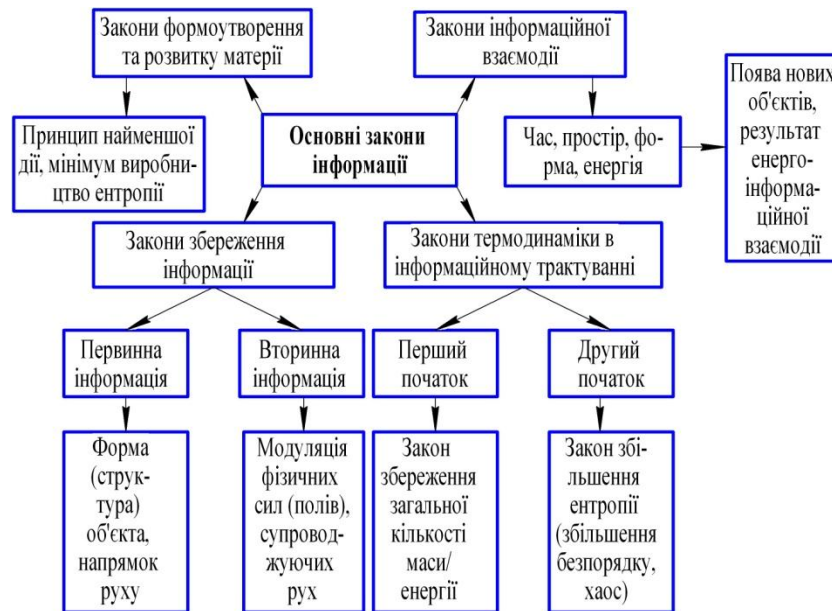 Закони формоутворення
та розвитку матерії
Закони інформаційної
взаємодії
Поява нових
об'єктів,
результат
енерго-
інформа-
ційної
взаємодії
Принцип найменшої
дії, мінімум виробни-
цтво ентропії
Основні закони
інформації
Час, простір, фо-
рма, енергія
Закони збереження
інформації
Закони термодинаміки в
інформаційному трактуванні
Первинна
інформація
Вторинна
інформація
Перший
початок
Другий
початок
Форма
(струк-
тура)
об'єкта,
напрямок
руху
Модуляція
фізичних
сил (полів),
супровод-
жуючих
рух
Закон
збереження
загальної
кількості
маси/
енергії
Закон збі-
льшення
ентропії
(збільшення
безпорядку,
хаос)